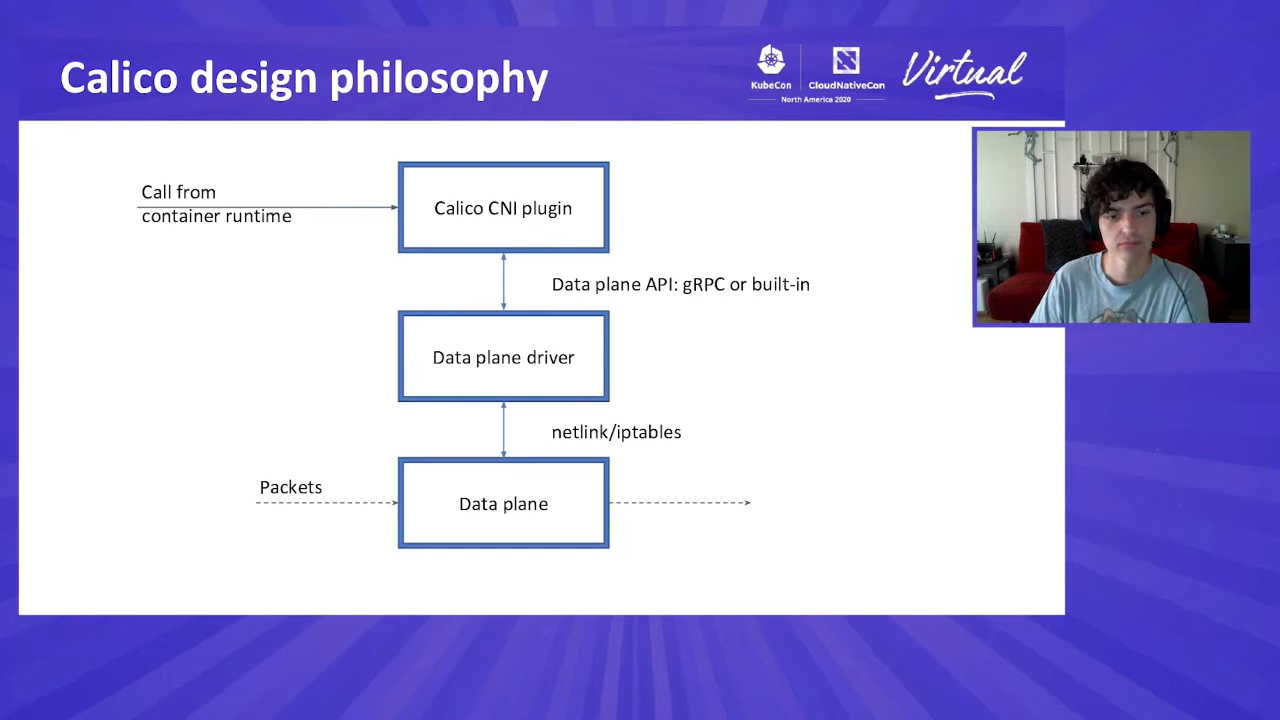 Calico design philosophy
KubeCon
CloudNativeCon
North America 2020
Virtual
Call from
container runtime
Calico CNI plugin
Data plane API: gRPC or built-in
Data plane driver
netlink/iptables
Packets
Data plane